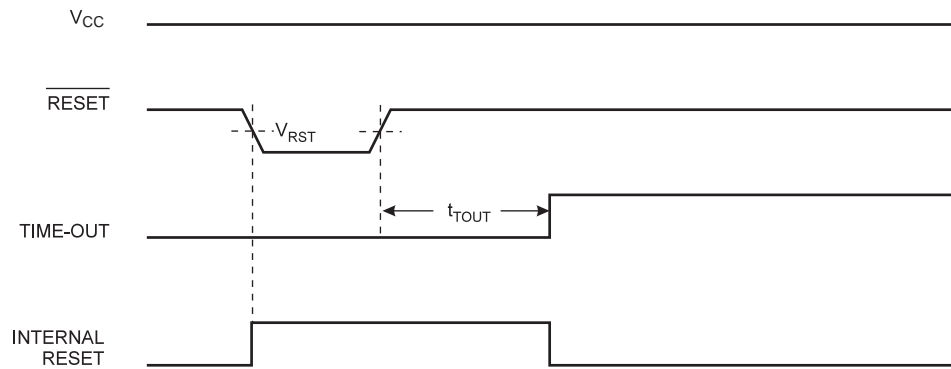 VCC
RESET
VRST
tTOUT
TIME-OUT
INTERNAL
RESET